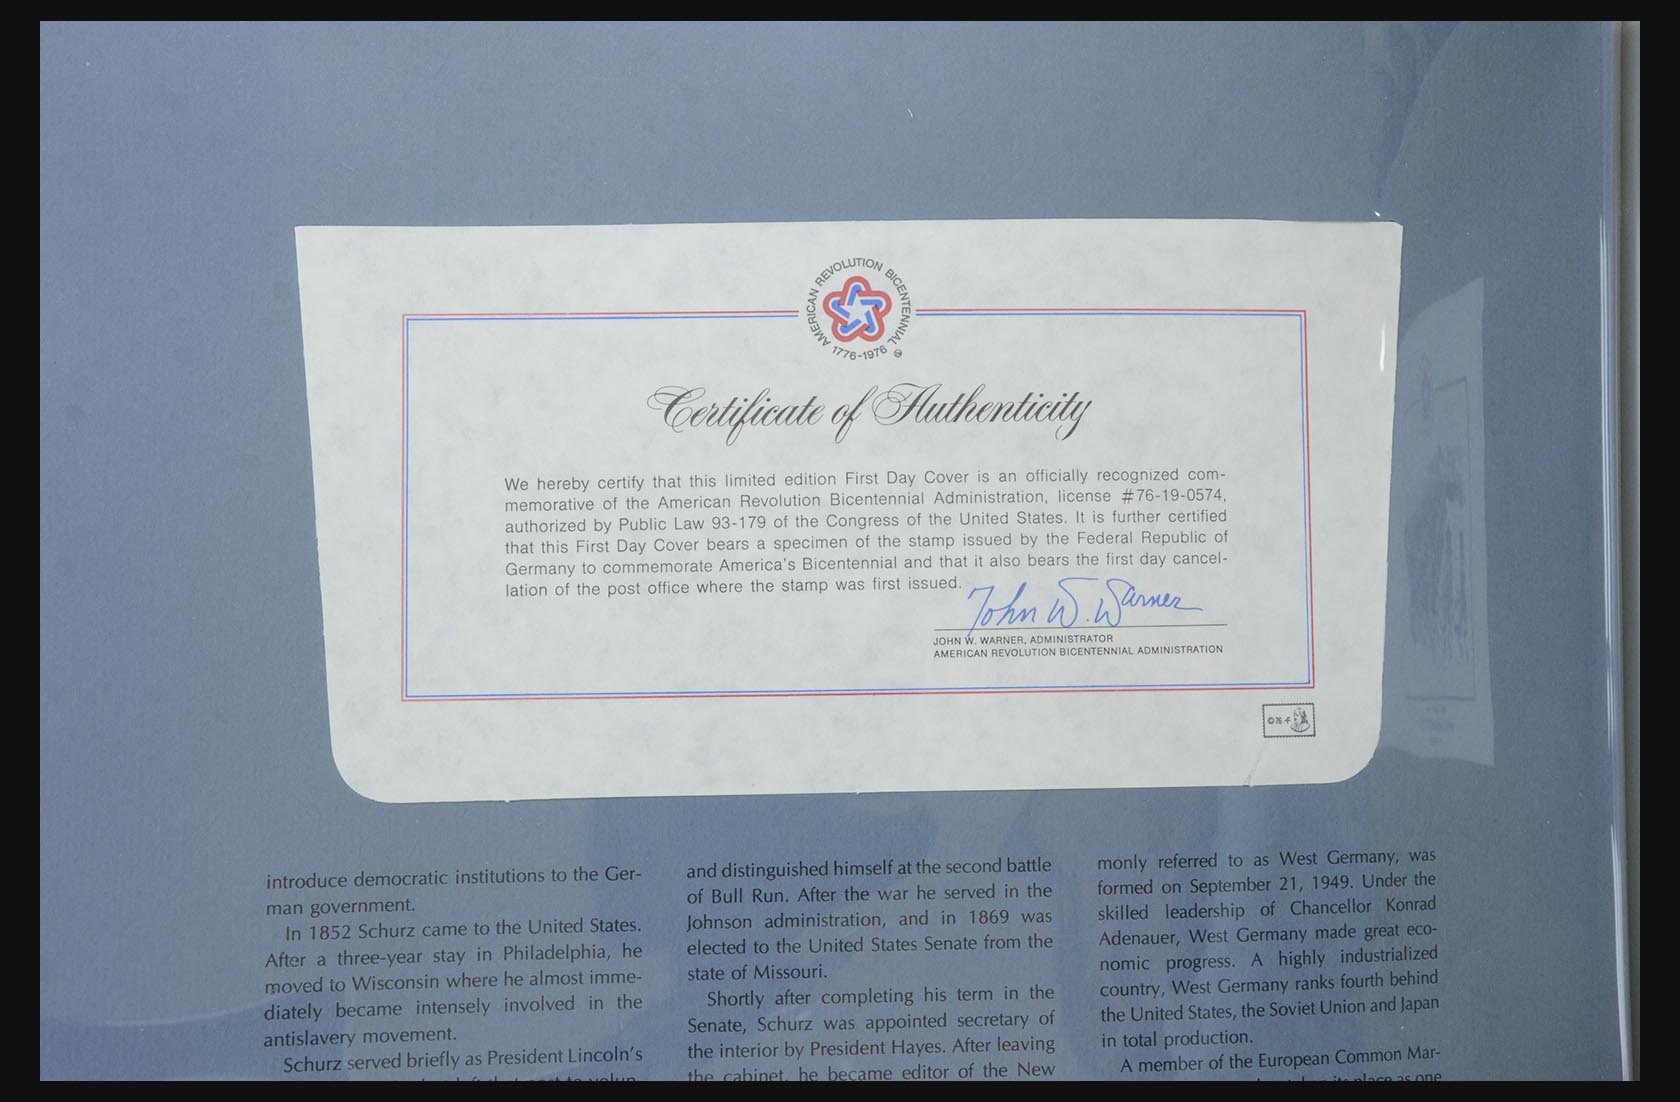 AMERICAN REVOLUTION BICENTENNIAL
1776-1976
Certificate of Authenticity
We hereby certify that this limited edition First Day Cover is an officially recognized com-
memorative of the American Revolution Bicentennial Administration, license #76-19-0574,
authorized by Public Law 93-179 of the Congress of the United States. It is further certified
that this First Day Cover bears a specimen of the stamp issued by the Federal Republic of
Germany to commemorate America's Bicentennial and that it also bears the first day cancel-
lation of the post office where the stamp was first issued.
John W. Warner
JOHN W. WARNER, ADMINISTRATOR
AMERICAN REVOLUTION BICENTENNIAL ADMINISTRATION
introduce democratic institutions to the Ger-
man government.
In 1852 Schurz came to the United States.
After a three-year stay in Philadelphia, he
moved to Wisconsin where he almost imme-
diately became intensely involved in the
antislavery movement.
Schurz served briefly as President Lincoln's
and distinguished himself at the second battle
of Bull Run. After the war he served in the
Johnson administration, and in 1869 was
elected to the United States Senate from the
state of Missouri.
Shortly after completing his term in the
Senate, Schurz was appointed secretary of
the interior by President Hayes. After leaving
the cabinet, he became editor of the New
monly referred to as West Germany, was
formed on September 21, 1949. Under the
skilled leadership of Chancellor Konrad
Adenauer, West Germany made great eco-
nomic progress. A highly industrialized
country, West Germany ranks fourth behind
the United States, the Soviet Union and Japan
in total production.
A member of the European Common Mar-